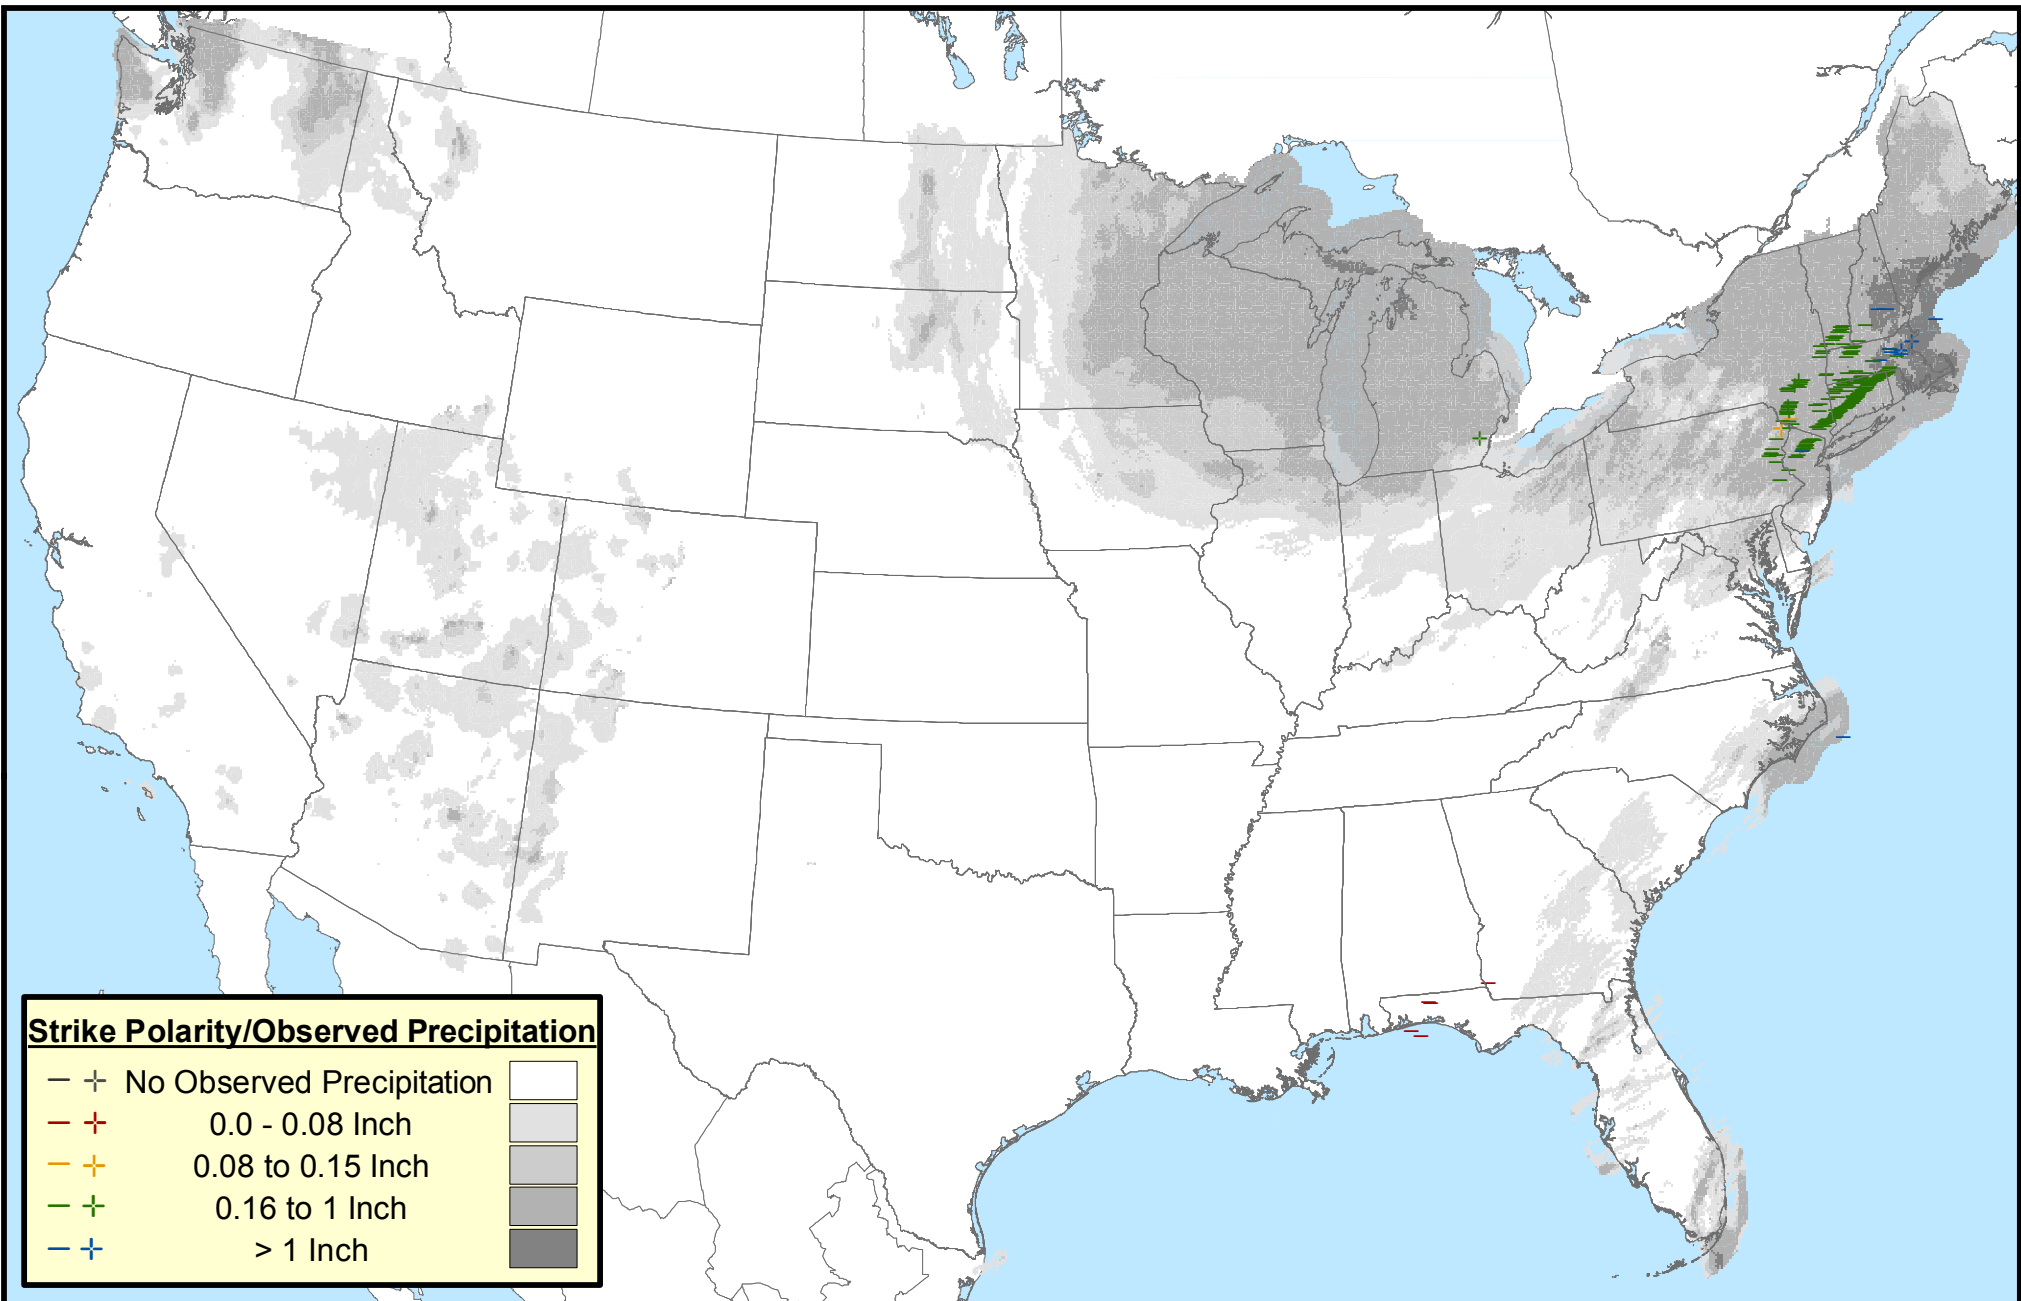 Strike Polarity/Observed Precipitation
No Observed Precipitation
0.0 - 0.08 Inch
0.08 to 0.15 Inch
0.16 to 1 Inch
> 1 Inch